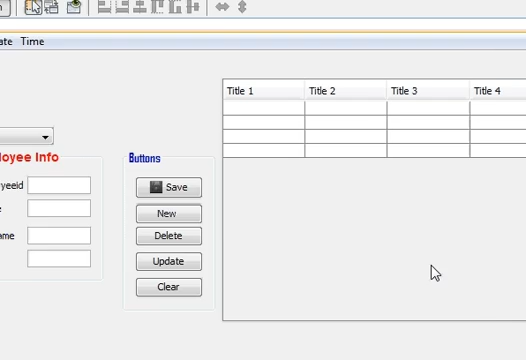 ate Time
Title 1 Title 2 Title 3 Title 4
loyee Info
yeeid
ame
Buttons
Save
New
Delete
Update
Clear